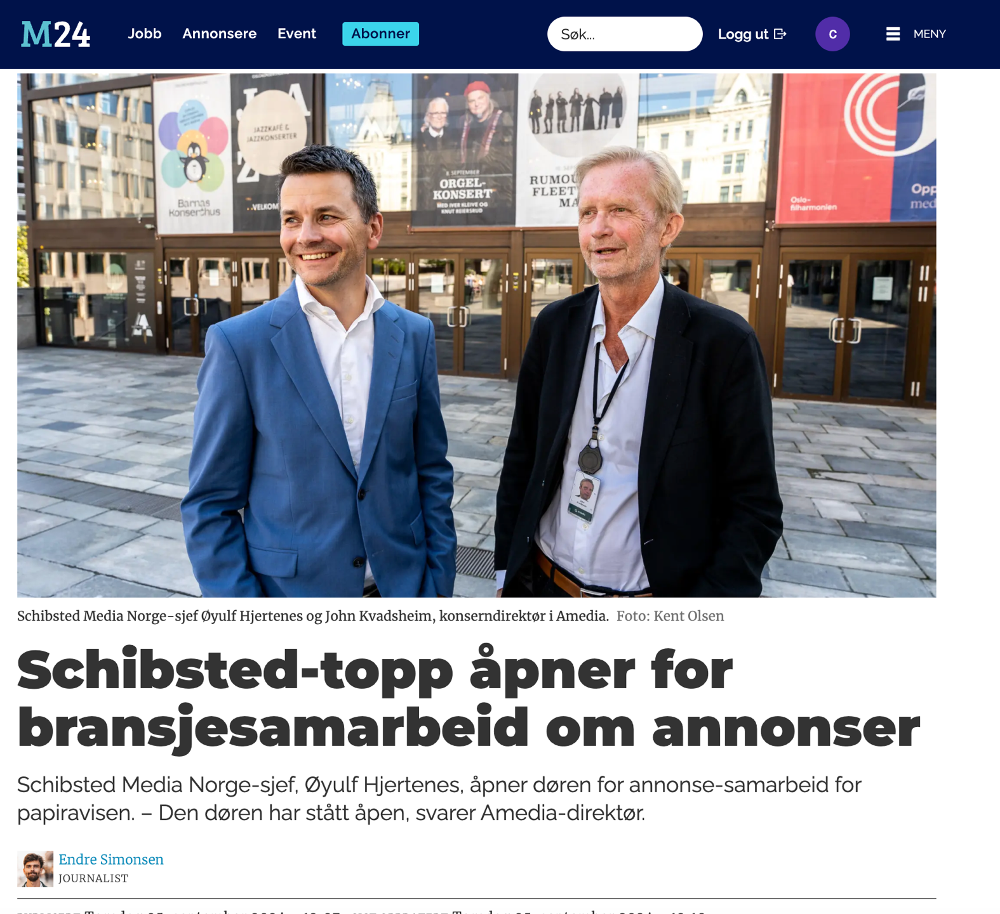 M24
Jobb
Annonsere
Event
Abonner
Søk...
Logg ut
C
MENY
JAZZKAFÉ &
JAZZKONSERTER
Barnas
Konserthus
VELKOM
8. SEPTEMBER
ORGEL-
KONSERT
MED IVER KLEIVE OG
KNUT REIERSRUD
RUMOU
FLEET
MA
Oslo-
filharmonien
Opp
med
Schibsted Media Norge-sjef Øyulf Hjertenes og John Kvadsheim, konserndirektør i Amedia. Foto: Kent Olsen
Schibsted-topp åpner for
bransjesamarbeid om annonser
Schibsted Media Norge-sjef, Øyulf Hjertenes, åpner døren for annonse-samarbeid for
papiravisen. – Den døren har stått åpen, svarer Amedia-direktør.
Endre Simonsen
JOURNALIST